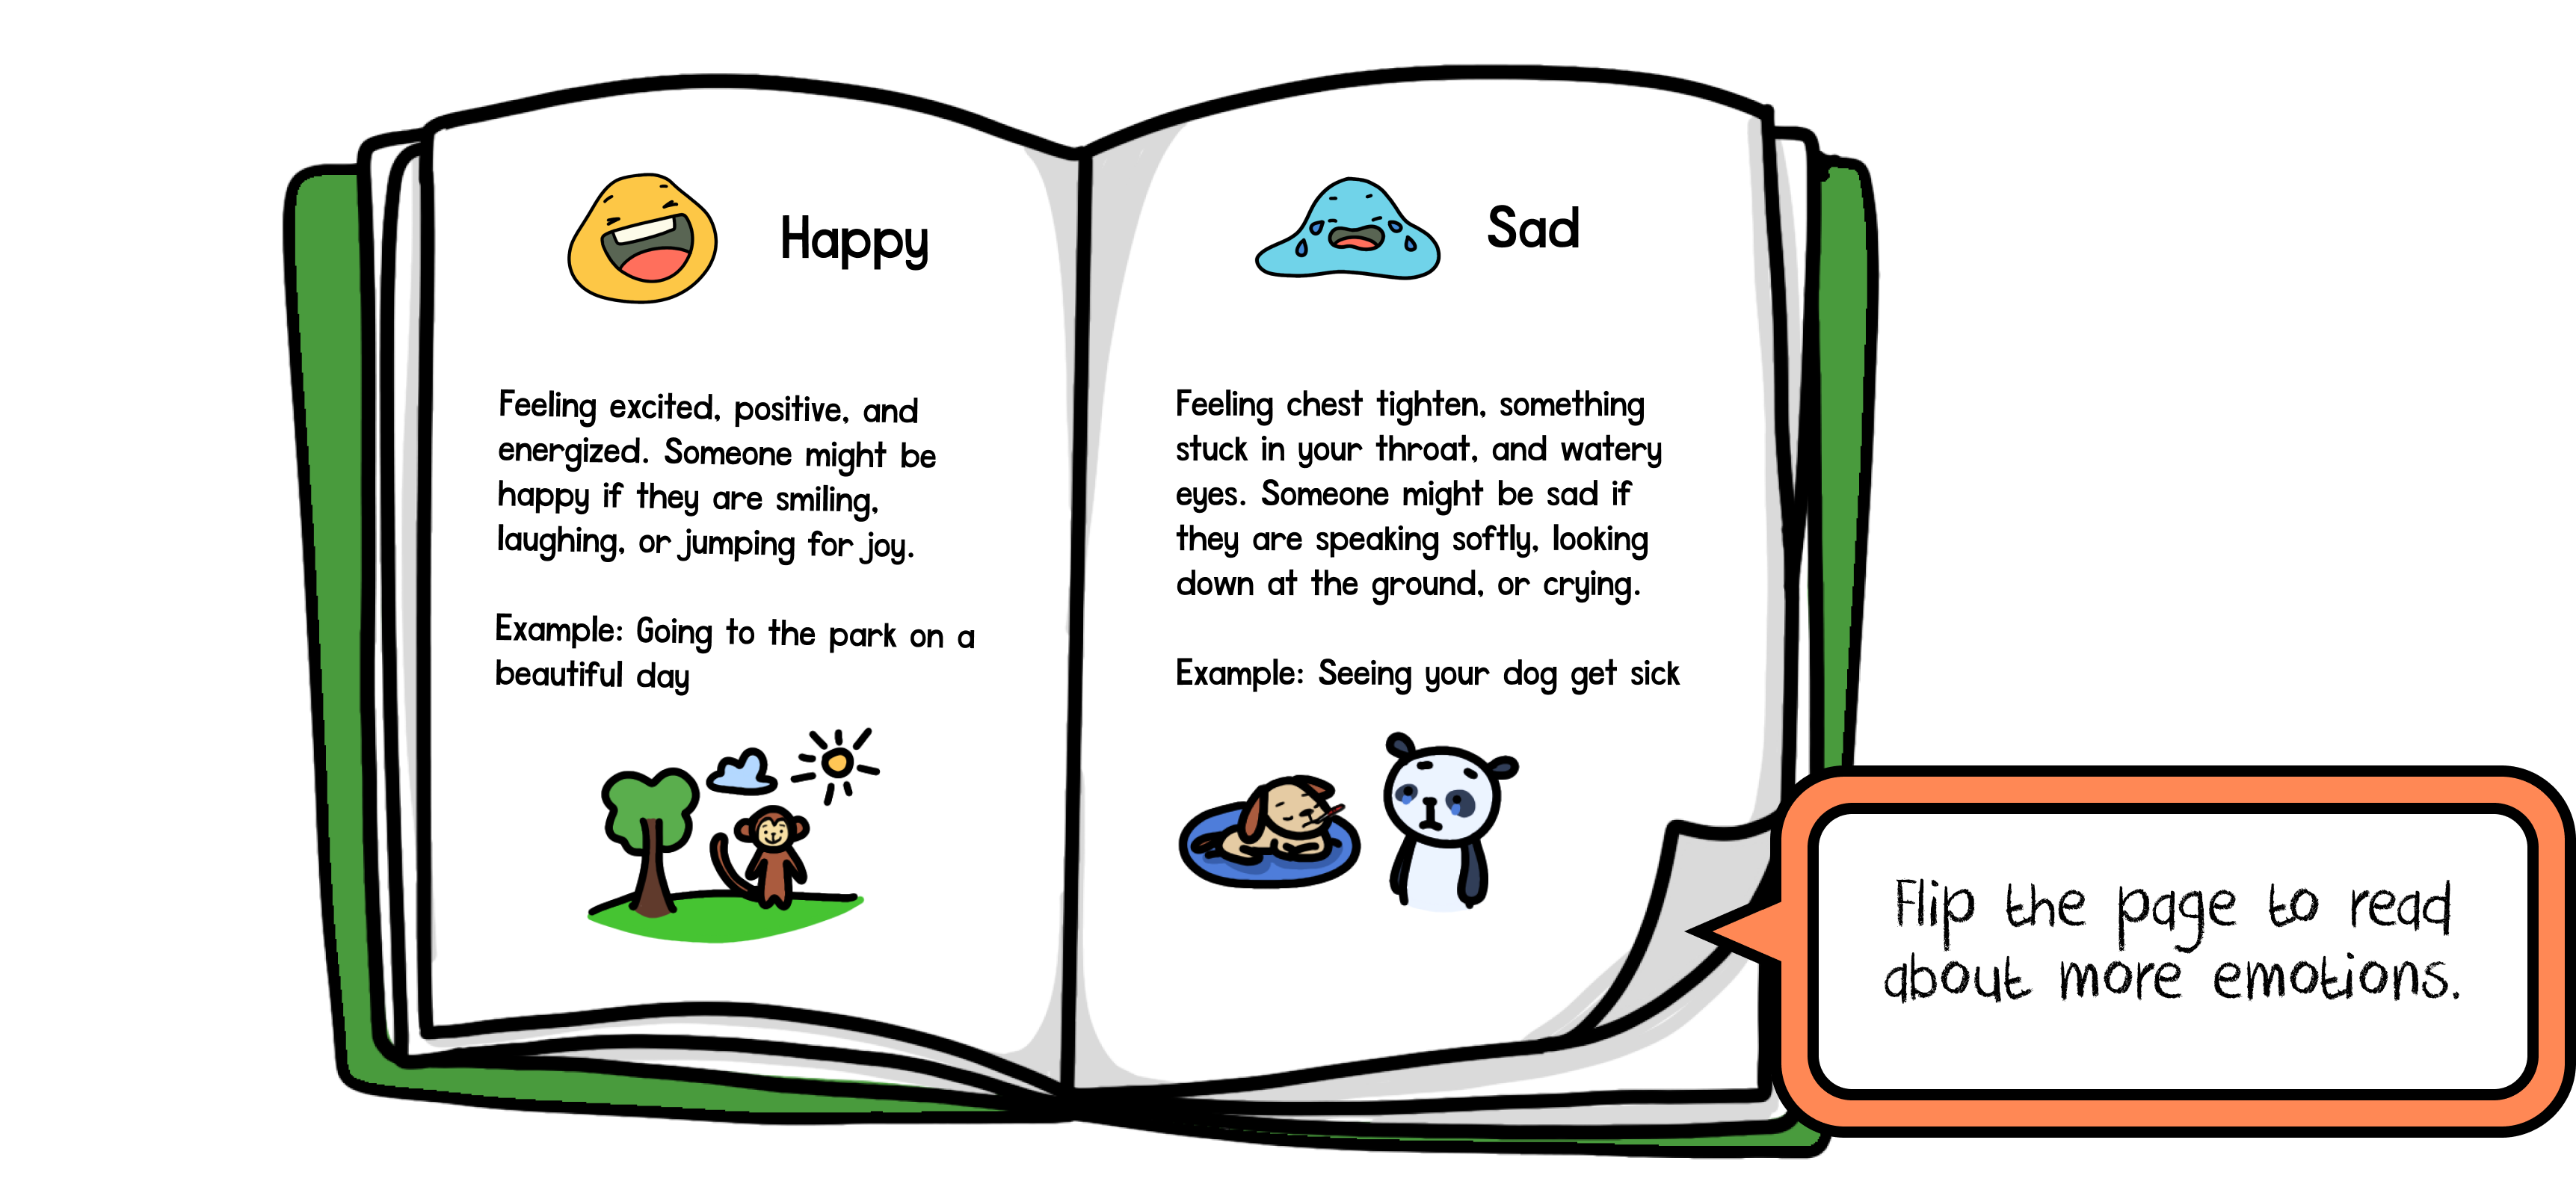 Happy
Feeling excited, positive, and
energized. Someone might be
happy if they are smiling,
laughing, or jumping for joy.
Example: Going to the park on a
beautiful day
Sad
Feeling chest tighten, something
stuck in your throat, and watery
eyes. Someone might be sad if
they are speaking softly, looking
down at the ground, or crying.
Example: Seeing your dog get sick
Flip the page to read
about more emotions.